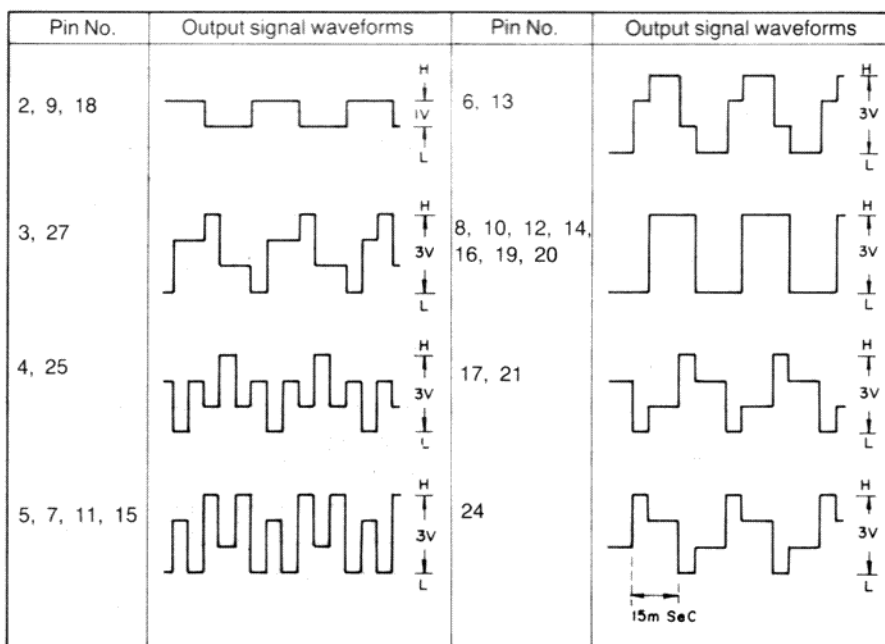 Pin No.
Output signal waveforms
Pin No.
Output signal waveforms
2, 9, 18
H
1V
L
6, 13
H
3V
L
3, 27
H
3V
L
8, 10, 12, 14,
16, 19, 20
H
3V
L
4, 25
H
3V
L
17, 21
H
3V
L
5, 7, 11, 15
H
3V
L
24
H
3V
L
15m SeC